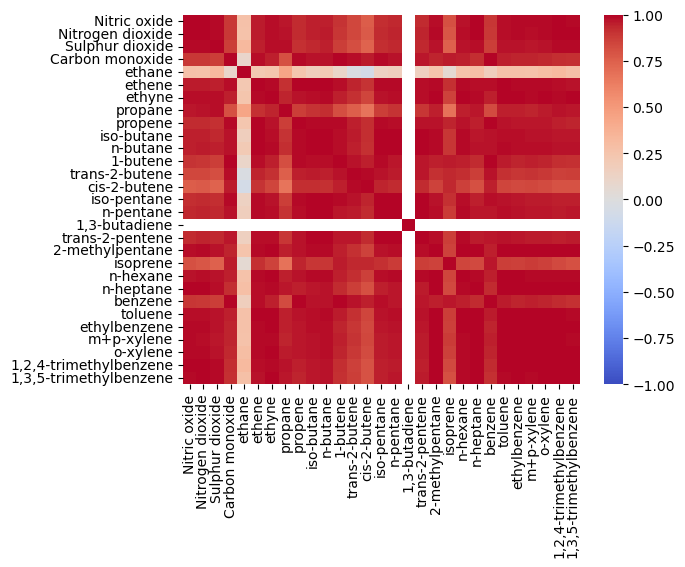 Nitric oxide
Nitrogen dioxide
Sulphur dioxide
Carbon monoxide
ethane
ethene
ethyne
propane
propene
iso-butane
n-butane
1-butene
trans-2-butene
cis-2-butene
iso-pentane
n-pentane
1,3-butadiene
trans-2-pentene
2-methylpentane
isoprene
n-hexane
n-heptane
benzene
toluene
ethylbenzene
m+p-xylene
o-xylene
1,2,4-trimethylbenzene
1,3,5-trimethylbenzene
Nitric oxide
Nitrogen dioxide
Sulphur dioxide
Carbon monoxide
ethane
ethene
ethyne
propane
propene
iso-butane
n-butane
1-butene
trans-2-butene
cis-2-butene
iso-pentane
n-pentane
1,3-butadiene
trans-2-pentene
2-methylpentane
isoprene
n-hexane
n-heptane
benzene
toluene
ethylbenzene
m+p-xylene
o-xylene
1,2,4-trimethylbenzene
1,3,5-trimethylbenzene
1.00
0.75
0.50
0.25
0.00
−0.25
−0.50
−0.75
−1.00